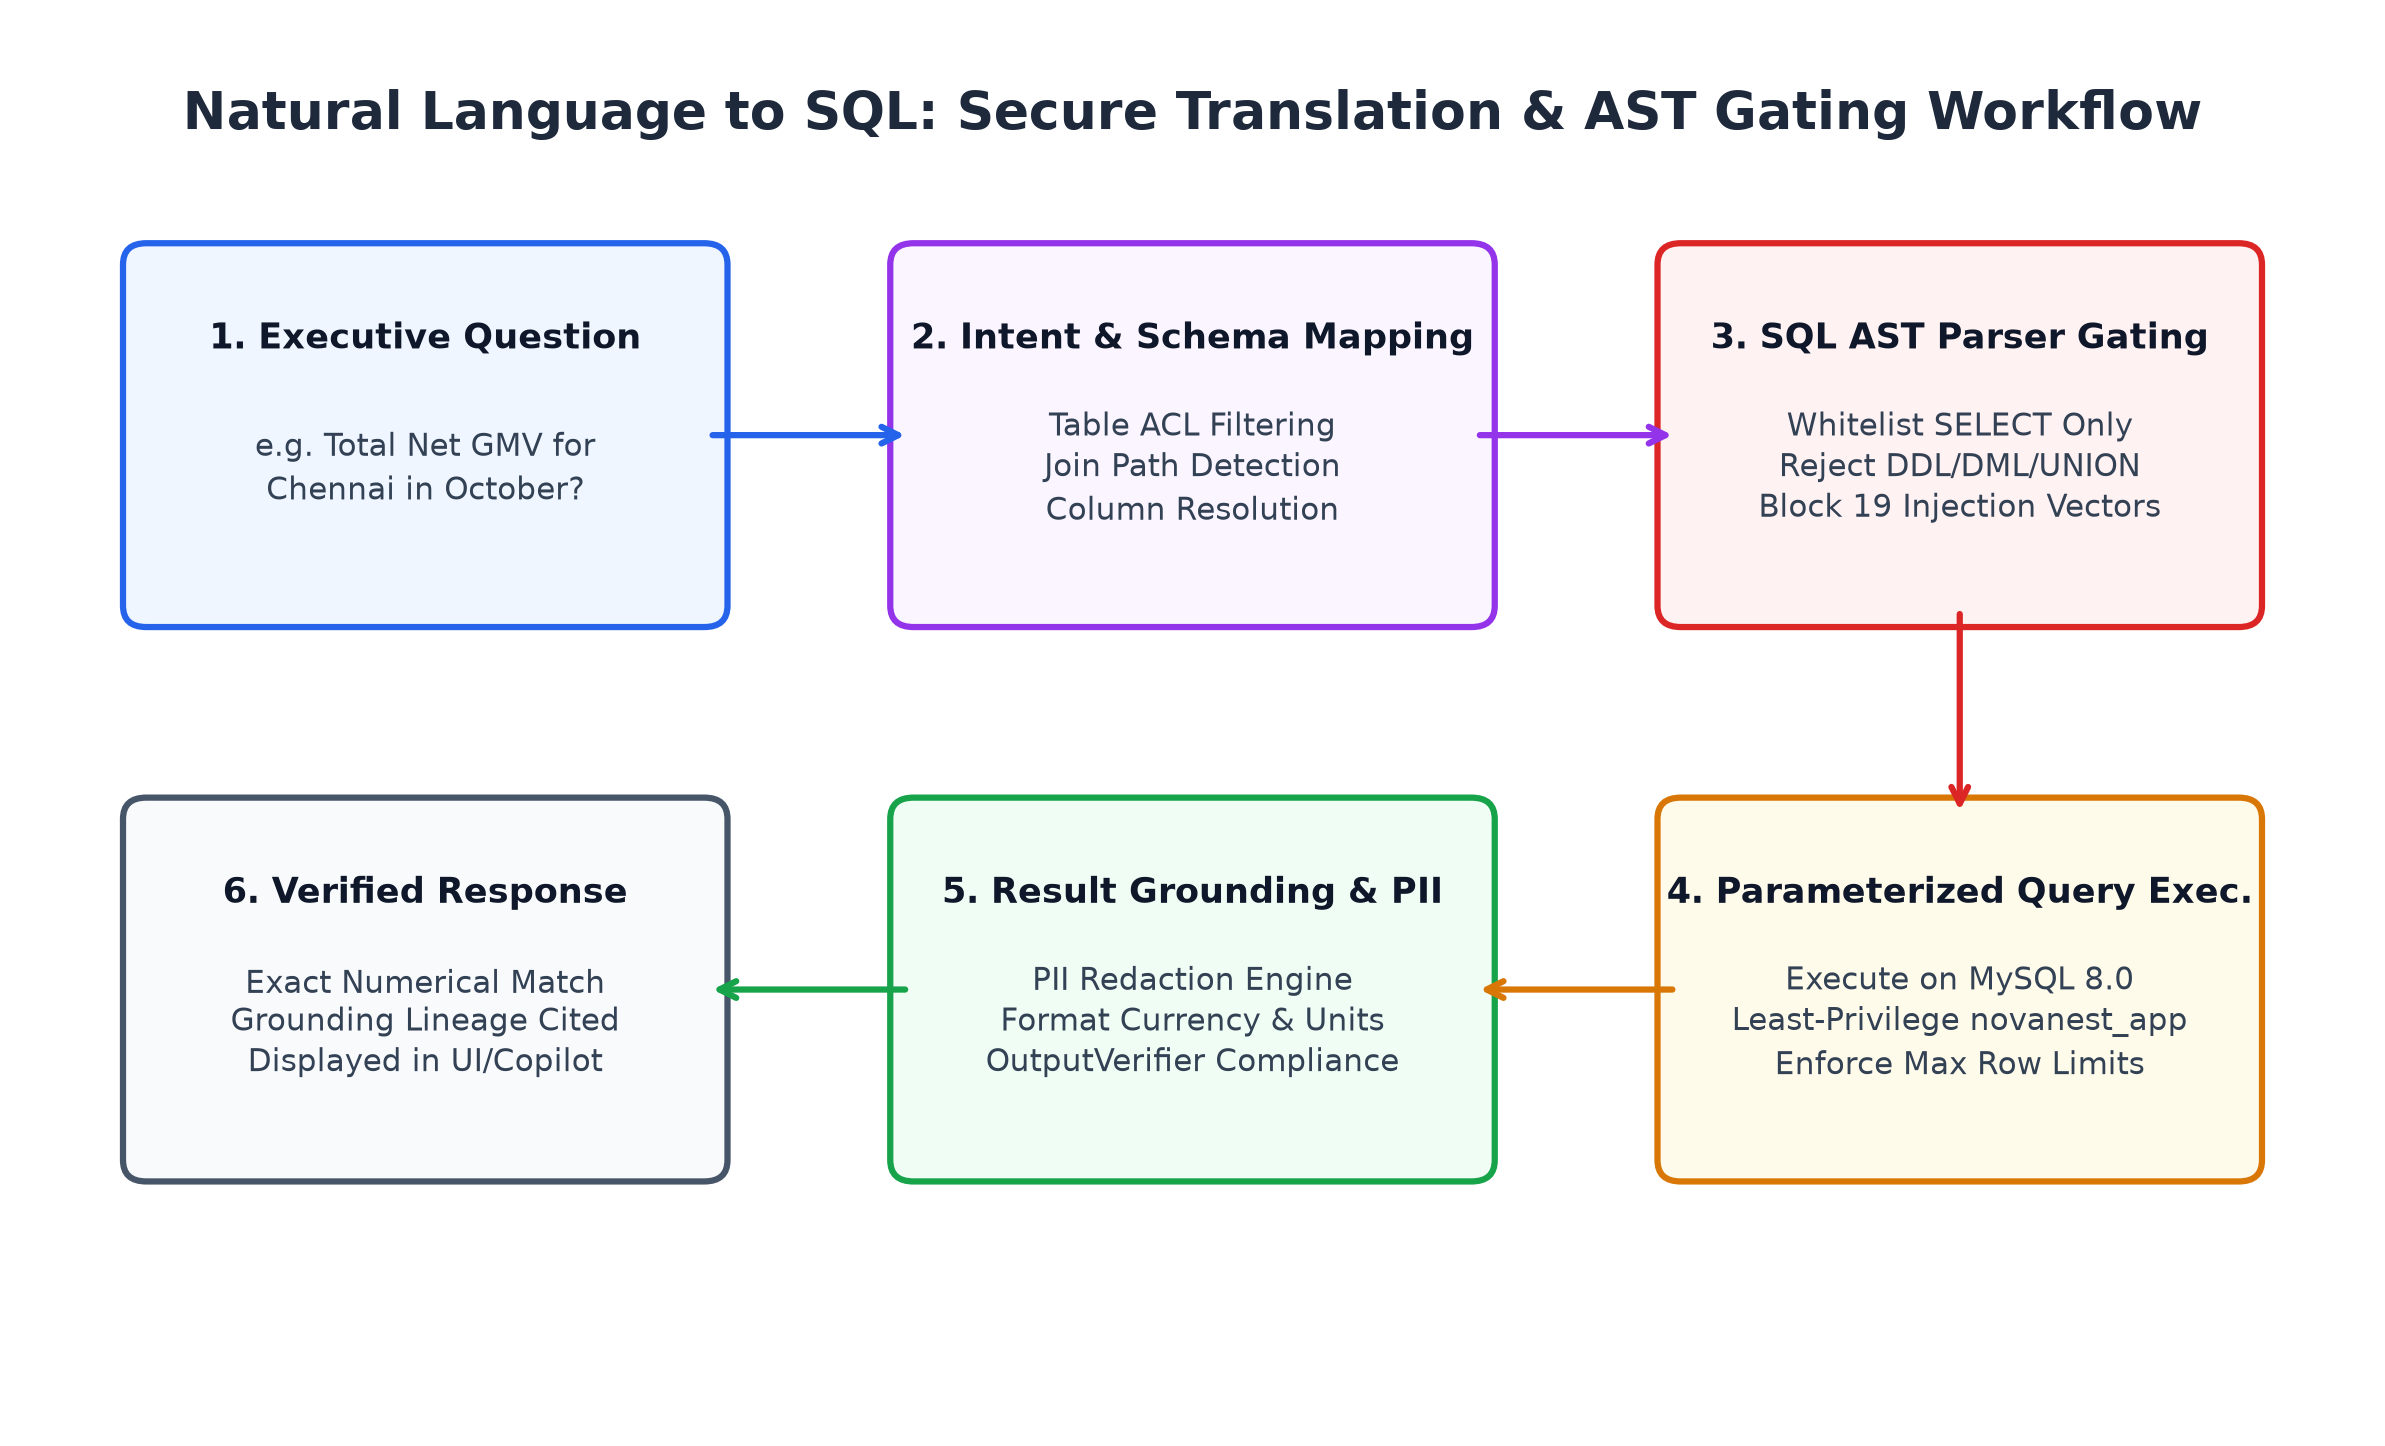 Natural Language to SQL: Secure Translation & AST Gating Workflow
1. Executive Question
e.g. Total Net GMV for
Chennai in October?
2. Intent & Schema Mapping
Table ACL Filtering
Join Path Detection
Column Resolution
3. SQL AST Parser Gating
Whitelist SELECT Only
Reject DDL/DML/UNION
Block 19 Injection Vectors
4. Parameterized Query Exec.
Execute on MySQL 8.0
Least-Privilege novanest_app
Enforce Max Row Limits
5. Result Grounding & PII
PII Redaction Engine
Format Currency & Units
OutputVerifier Compliance
6. Verified Response
Exact Numerical Match
Grounding Lineage Cited
Displayed in UI/Copilot